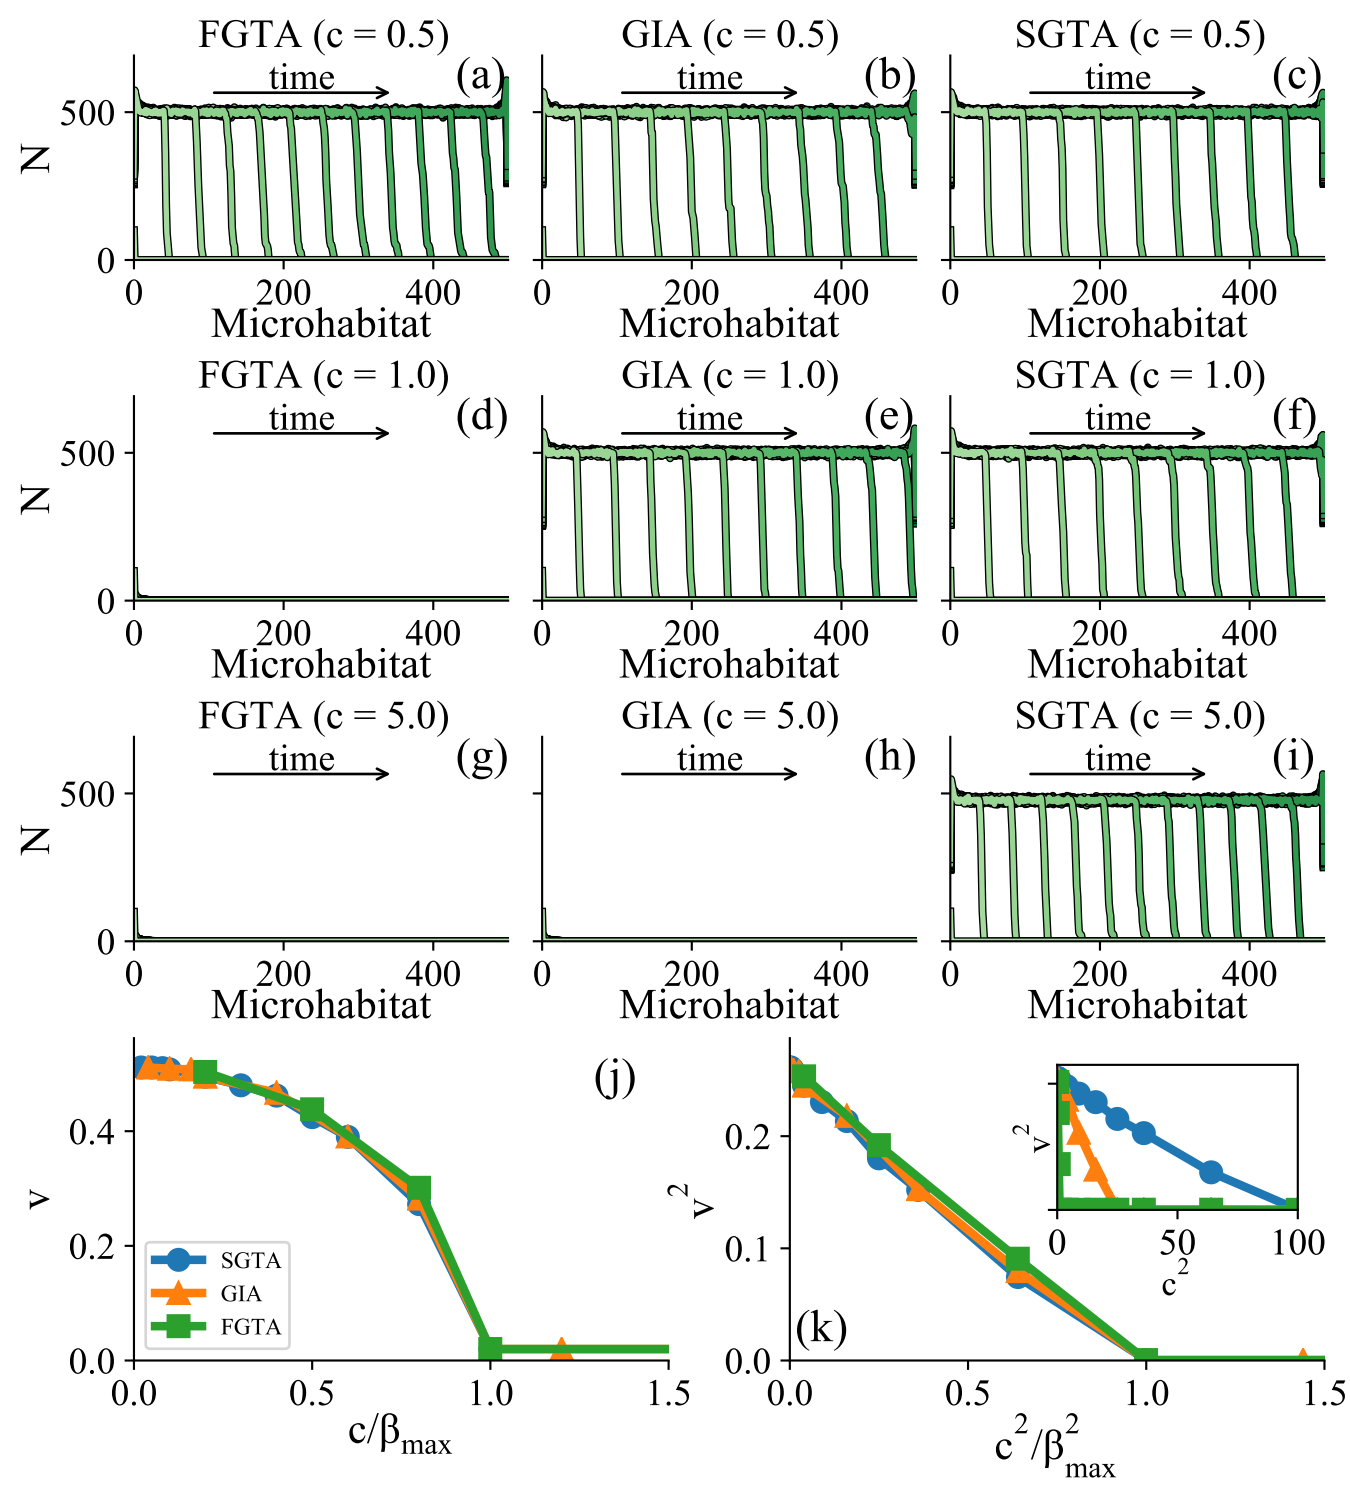 FGTA (c = 0.5)
GIA (c = 0.5)
SGTA (c = 0.5)
time
(a)
time
(b)
time
(c)
500
N
0
0 200 400
0 200 400
0 200 400
Microhabitat
Microhabitat
Microhabitat
FGTA (c = 1.0)
GIA (c = 1.0)
SGTA (c = 1.0)
time
(d)
time
(e)
time
(f)
500
N
0
0 200 400
0 200 400
0 200 400
Microhabitat
Microhabitat
Microhabitat
FGTA (c = 5.0)
GIA (c = 5.0)
SGTA (c = 5.0)
time
(g)
time
(h)
time
(i)
500
N
0
0 200 400
0 200 400
0 200 400
Microhabitat
Microhabitat
Microhabitat
(j)
0.4
v
0.2
0.0
SGTA
GIA
FGTA
0.0 0.5 1.0 1.5
c/β_max
0.2
v²
0.1
0.0
(k)
v²
0 50 100
c²
0.0 0.5 1.0 1.5
c²/β²_max